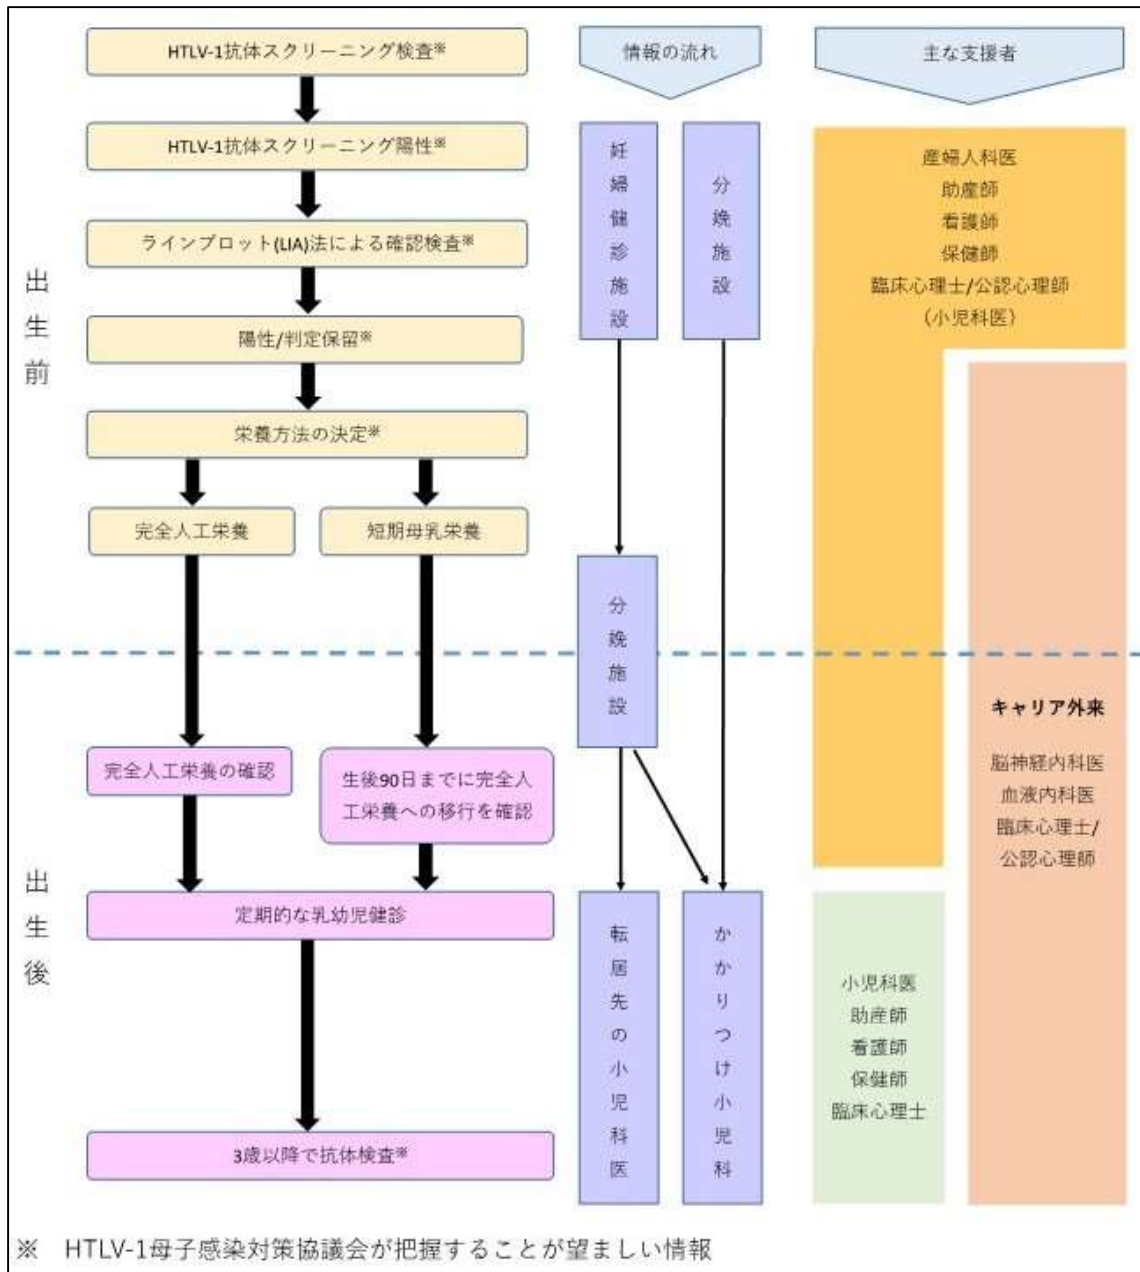 HTLV-1抗体スクリーニング検査※
HTLV-1抗体スクリーニング陽性※
ラインブロット(LIA)法による確認検査※
陽性/判定保留※
栄養方法の決定※
完全人工栄養
短期母乳栄養
出生前
完全人工栄養の確認
生後90日までに完全人
工栄養への移行を確認
定期的な乳幼児健診
3歳以降で抗体検査※
出生後
情報の流れ
妊婦健診施設
分娩施設
分娩施設
転居先の小児科医
かかりつけ小児科
主な支援者
産婦人科医
助産師
看護師
保健師
臨床心理士/公認心理師
(小児科医)
キャリア外来
脳神経内科医
血液内科医
臨床心理士/
公認心理師
小児科医
助産師
看護師
保健師
臨床心理士
※ HTLV-1母子感染対策協議会が把握することが望ましい情報